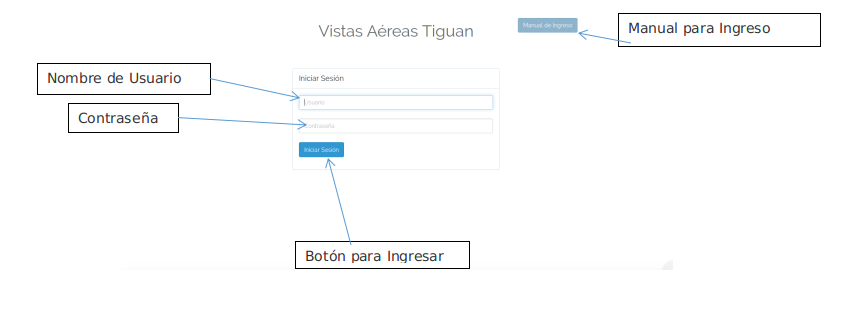 Vistas Aéreas Tiguan
Manual de Ingreso
Manual para Ingreso
Iniciar Sesión
Nombre de Usuario
Usuario
Contraseña
Contraseña
Iniciar Sesión
Botón para Ingresar